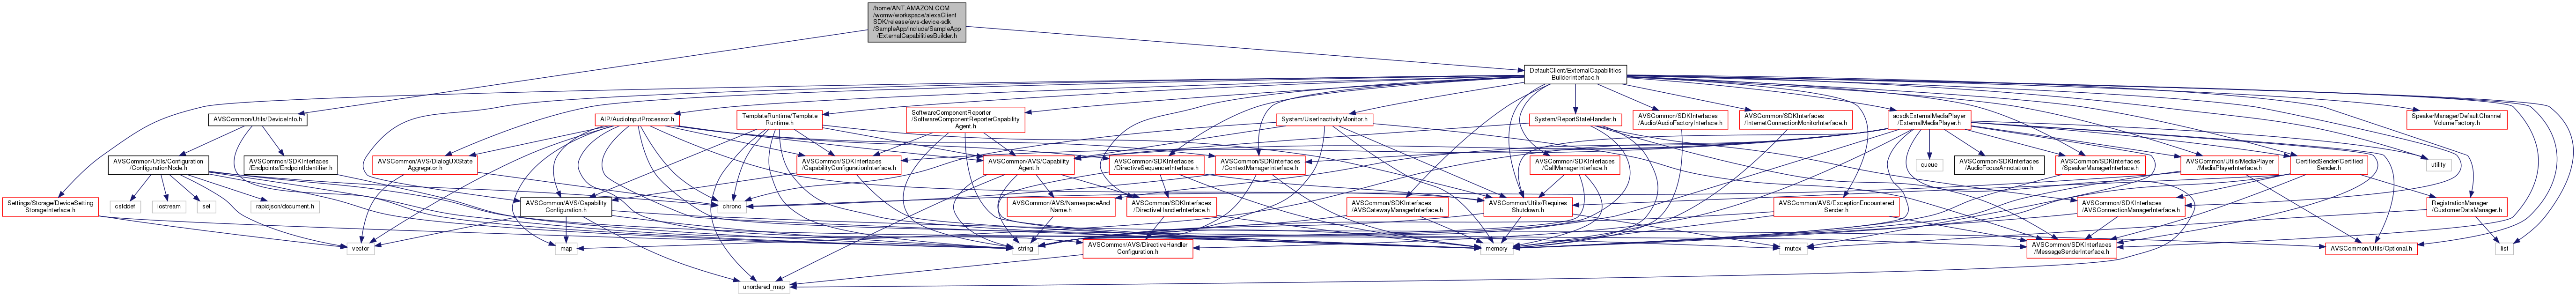 /home/ANT.AMAZON.COM
/womw/workspace/alexaClient
SDK/release/avs-device-sdk
/SampleApp/include/SampleApp
/ExternalCapabilitiesBuilder.h
DefaultClient/ExternalCapabilities
BuilderInterface.h
AVSCommon/Utils/DeviceInfo.h
AIP/AudioInputProcessor.h
TemplateRuntime/Template
Runtime.h
SoftwareComponentReporter
/SoftwareComponentReporterCapability
Agent.h
System/UserInactivityMonitor.h
System/ReportStateHandler.h
AVSCommon/SDKInterfaces
/Audio/AudioFactoryInterface.h
AVSCommon/SDKInterfaces
/InternetConnectionMonitorInterface.h
acsdkExternalMediaPlayer
/ExternalMediaPlayer.h
SpeakerManager/DefaultChannel
VolumeFactory.h
AVSCommon/Utils/Configuration
/ConfigurationNode.h
AVSCommon/SDKInterfaces
/Endpoints/EndpointIdentifier.h
AVSCommon/AVS/DialogUXState
Aggregator.h
AVSCommon/SDKInterfaces
/CapabilityConfigurationInterface.h
AVSCommon/AVS/Capability
Agent.h
AVSCommon/SDKInterfaces
/DirectiveSequencerInterface.h
AVSCommon/SDKInterfaces
/ContextManagerInterface.h
AVSCommon/SDKInterfaces
/CallManagerInterface.h
queue
AVSCommon/SDKInterfaces
/AudioFocusAnnotation.h
AVSCommon/SDKInterfaces
/SpeakerManagerInterface.h
AVSCommon/Utils/MediaPlayer
/MediaPlayerInterface.h
CertifiedSender/Certified
Sender.h
utility
Settings/Storage/DeviceSetting
StorageInterface.h
cstddef
iostream
set
rapidjson/document.h
AVSCommon/AVS/Capability
Configuration.h
chrono
AVSCommon/AVS/NamespaceAnd
Name.h
AVSCommon/SDKInterfaces
/DirectiveHandlerInterface.h
AVSCommon/SDKInterfaces
/AVSGatewayManagerInterface.h
AVSCommon/Utils/Requires
Shutdown.h
AVSCommon/AVS/ExceptionEncountered
Sender.h
AVSCommon/SDKInterfaces
/AVSConnectionManagerInterface.h
RegistrationManager
/CustomerDataManager.h
vector
map
string
AVSCommon/AVS/DirectiveHandler
Configuration.h
memory
mutex
AVSCommon/SDKInterfaces
/MessageSenderInterface.h
AVSCommon/Utils/Optional.h
list
unordered_map